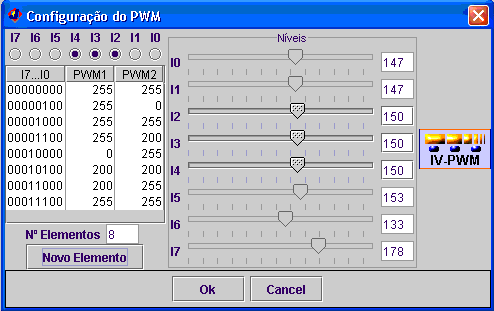 Configuração do PWM
I7 I6 I5 I4 I3 I2 I1 I0
I7...I0 PWM1 PWM2
00000000 255 255
00000100 255 0
00001000 255 255
00001100 255 200
00010000 0 255
00010100 200 200
00011000 200 255
00011100 255 255
Nº Elementos 8
Novo Elemento
Níveis
I0 147
I1 147
I2 150
I3 150
I4 150
I5 153
I6 133
I7 178
IV-PWM
Ok Cancel